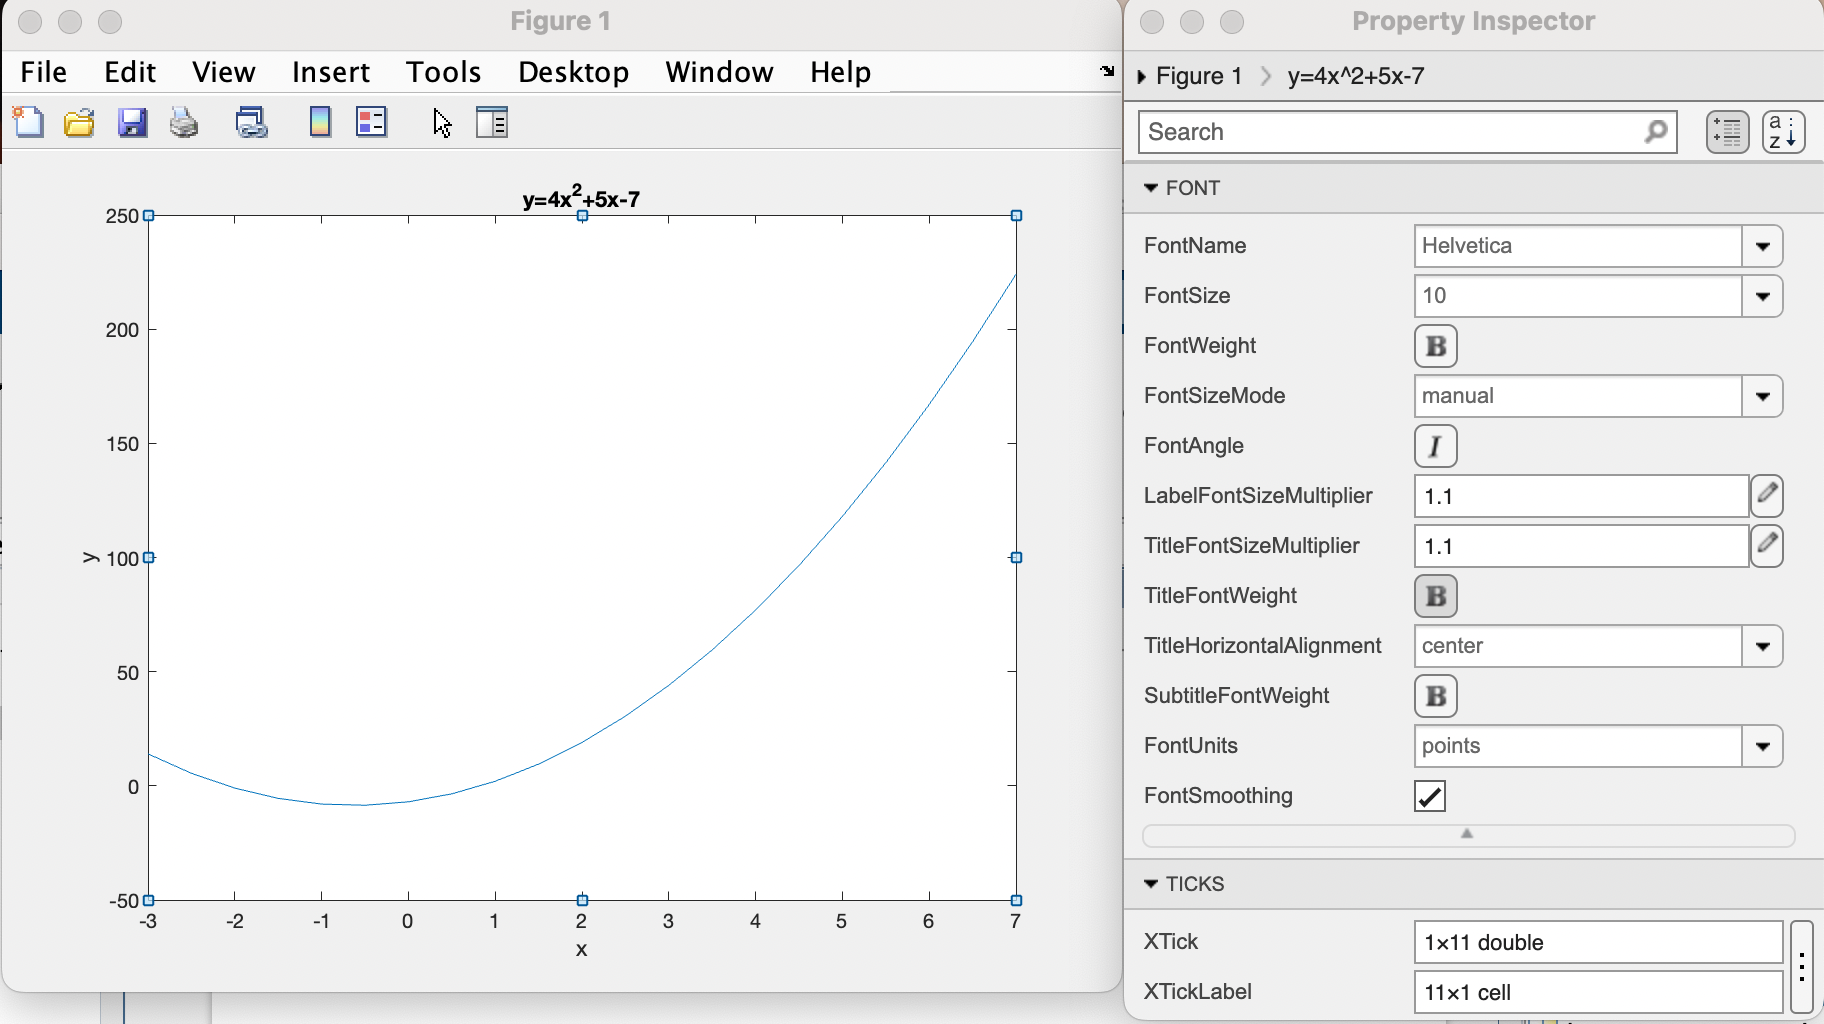 Figure 1
File Edit View Insert Tools Desktop Window Help
y=4x²+5x-7
250
200
150
100
50
0
-50
y
-3 -2 -1 0 1 2 3 4 5 6 7
x
Property Inspector
Figure 1 y=4x^2+5x-7
Search
a z
FONT
FontName Helvetica
FontSize 10
FontWeight B
FontSizeMode manual
FontAngle I
LabelFontSizeMultiplier 1.1
TitleFontSizeMultiplier 1.1
TitleFontWeight B
TitleHorizontalAlignment center
SubtitleFontWeight B
FontUnits points
FontSmoothing
TICKS
XTick 1×11 double
XTickLabel 11×1 cell